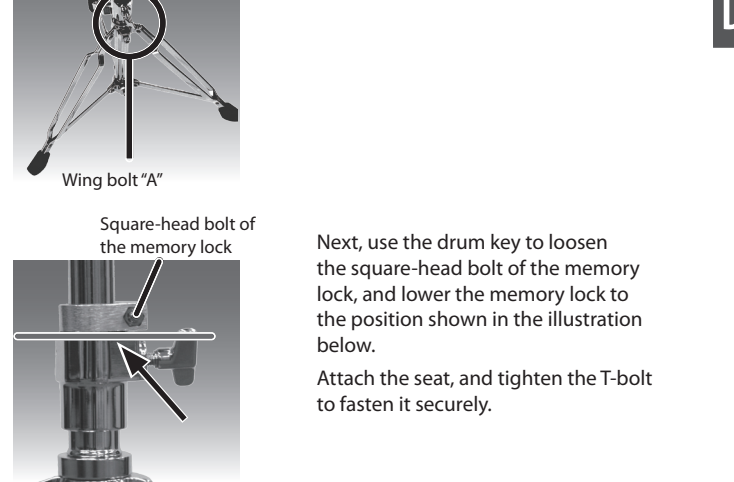 Wing bolt “A”
Square-head bolt of
the memory lock
Next, use the drum key to loosen
the square-head bolt of the memory
lock, and lower the memory lock to
the position shown in the illustration
below.
Attach the seat, and tighten the T-bolt
to fasten it securely.